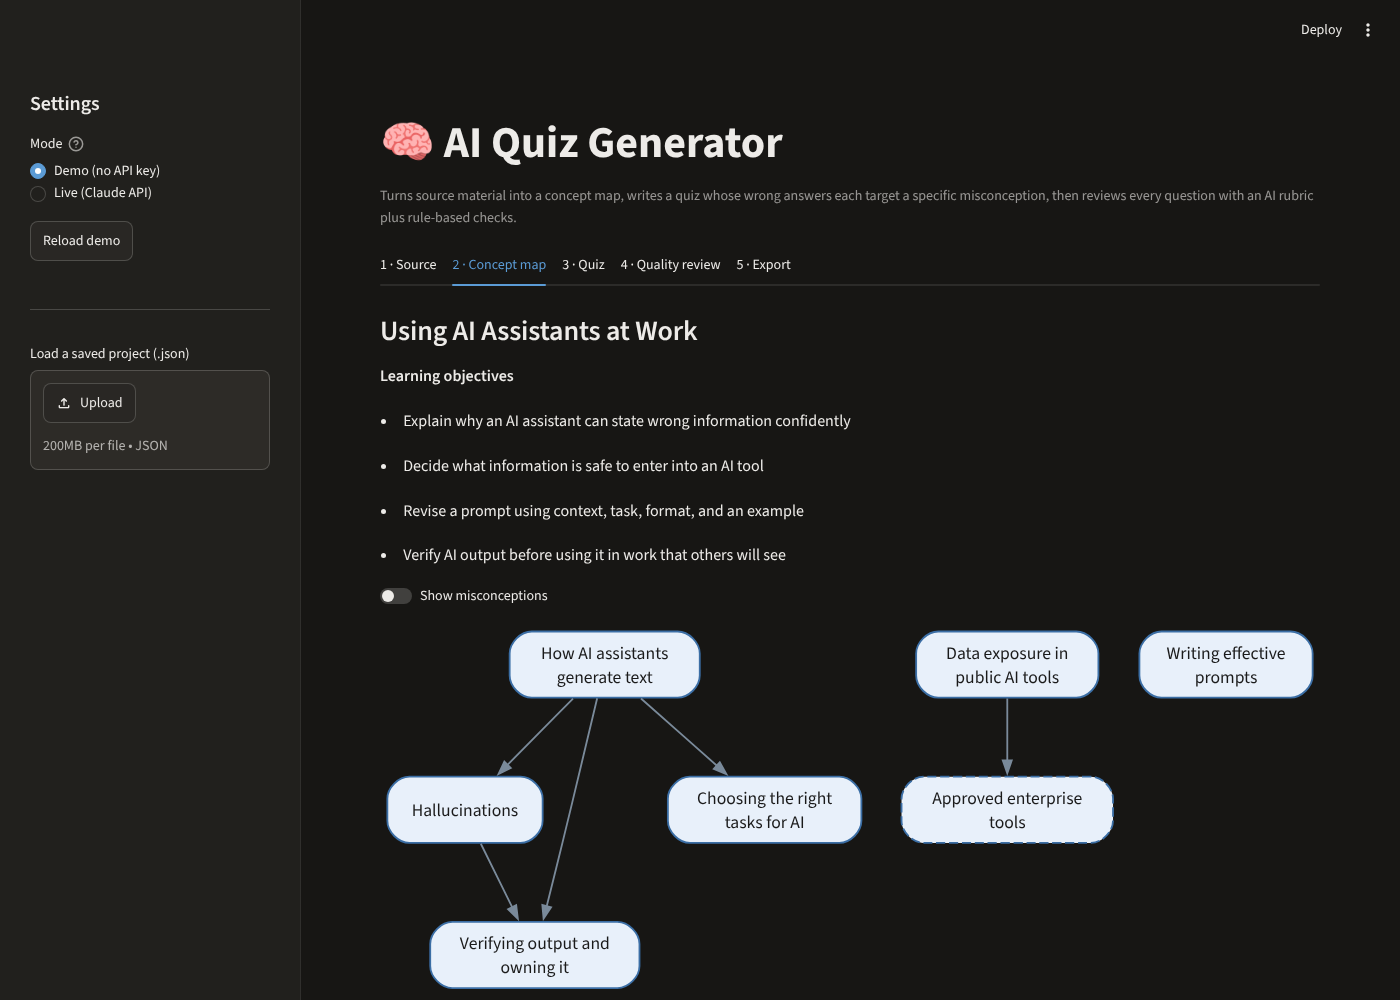 Deploy
Settings
Mode
Demo (no API key)
Live (Claude API)
Reload demo
Load a saved project (.json)
Upload
200MB per file • JSON
🧠 AI Quiz Generator
Turns source material into a concept map, writes a quiz whose wrong answers each target a specific misconception, then reviews every question with an AI rubric
plus rule-based checks.
1 · Source 2 · Concept map 3 · Quiz 4 · Quality review 5 · Export
Using AI Assistants at Work
Learning objectives
• Explain why an AI assistant can state wrong information confidently
• Decide what information is safe to enter into an AI tool
• Revise a prompt using context, task, format, and an example
• Verify AI output before using it in work that others will see
Show misconceptions
How AI assistants
generate text
Data exposure in
public AI tools
Writing effective
prompts
Hallucinations
Choosing the right
tasks for AI
Approved enterprise
tools
Verifying output and
owning it